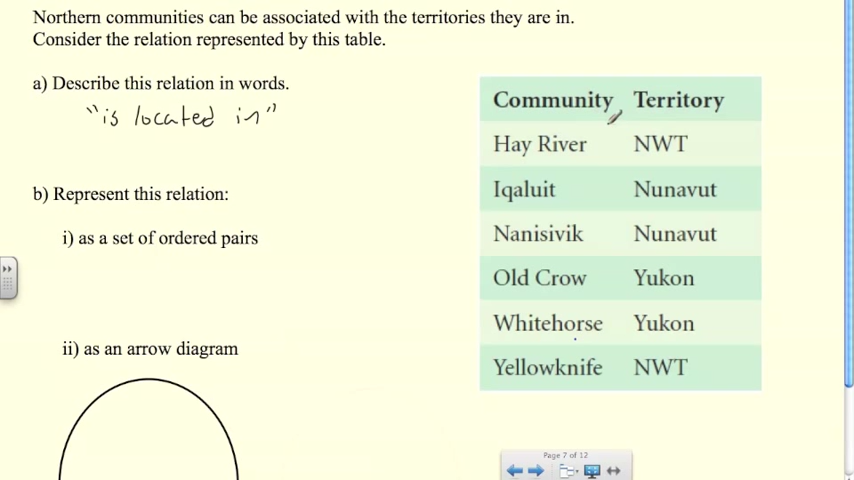 Northern communities can be associated with the territories they are in.
Consider the relation represented by this table.
a) Describe this relation in words.
"is located in"
b) Represent this relation:
i) as a set of ordered pairs
ii) as an arrow diagram
Community Territory
Hay River NWT
Iqaluit Nunavut
Nanisivik Nunavut
Old Crow Yukon
Whitehorse Yukon
Yellowknife NWT
Page 7 of 12